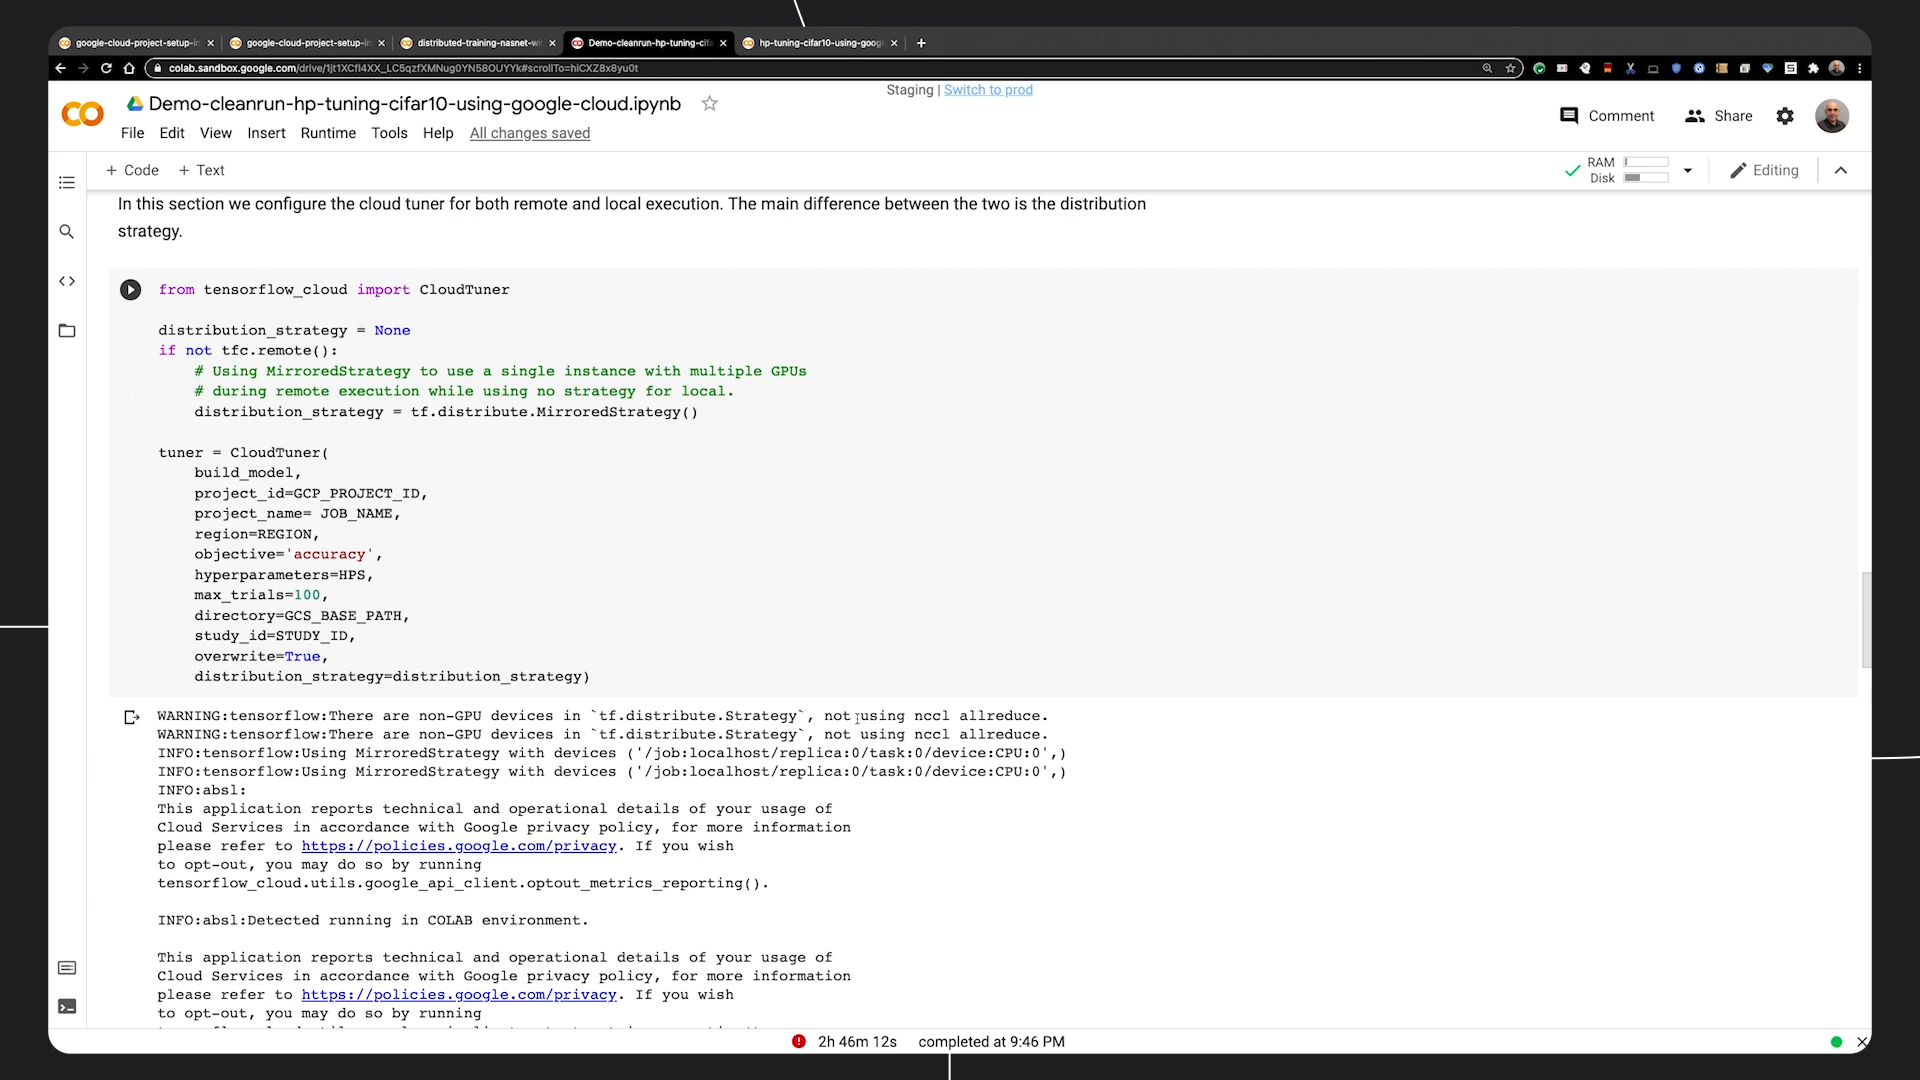 google-cloud-project-setup-in
google-cloud-project-setup-in
distributed-training-nasnet-wi
Demo-cleanrun-hp-tuning-cifa
hp-tuning-cifar10-using-googl
colab.sandbox.google.com/drive/1jt1XCfI4XX_LC5qzfXMNug0YN58OUYYk#scrollTo=hiCXZ8x8yu0t
Staging | Switch to prod
Demo-cleanrun-hp-tuning-cifar10-using-google-cloud.ipynb
File Edit View Insert Runtime Tools Help All changes saved
Comment Share
+ Code + Text
RAM
Disk
Editing
In this section we configure the cloud tuner for both remote and local execution. The main difference between the two is the distribution
strategy.
from tensorflow_cloud import CloudTuner
distribution_strategy = None
if not tfc.remote():
# Using MirroredStrategy to use a single instance with multiple GPUs
# during remote execution while using no strategy for local.
distribution_strategy = tf.distribute.MirroredStrategy()
tuner = CloudTuner(
build_model,
project_id=GCP_PROJECT_ID,
project_name= JOB_NAME,
region=REGION,
objective='accuracy',
hyperparameters=HPS,
max_trials=100,
directory=GCS_BASE_PATH,
study_id=STUDY_ID,
overwrite=True,
distribution_strategy=distribution_strategy)
WARNING:tensorflow:There are non-GPU devices in `tf.distribute.Strategy`, not using nccl allreduce.
WARNING:tensorflow:There are non-GPU devices in `tf.distribute.Strategy`, not using nccl allreduce.
INFO:tensorflow:Using MirroredStrategy with devices ('/job:localhost/replica:0/task:0/device:CPU:0',)
INFO:tensorflow:Using MirroredStrategy with devices ('/job:localhost/replica:0/task:0/device:CPU:0',)
INFO:absl:
This application reports technical and operational details of your usage of
Cloud Services in accordance with Google privacy policy, for more information
please refer to https://policies.google.com/privacy. If you wish
to opt-out, you may do so by running
tensorflow_cloud.utils.google_api_client.optout_metrics_reporting().
INFO:absl:Detected running in COLAB environment.
This application reports technical and operational details of your usage of
Cloud Services in accordance with Google privacy policy, for more information
please refer to https://policies.google.com/privacy. If you wish
to opt-out, you may do so by running
2h 46m 12s completed at 9:46 PM